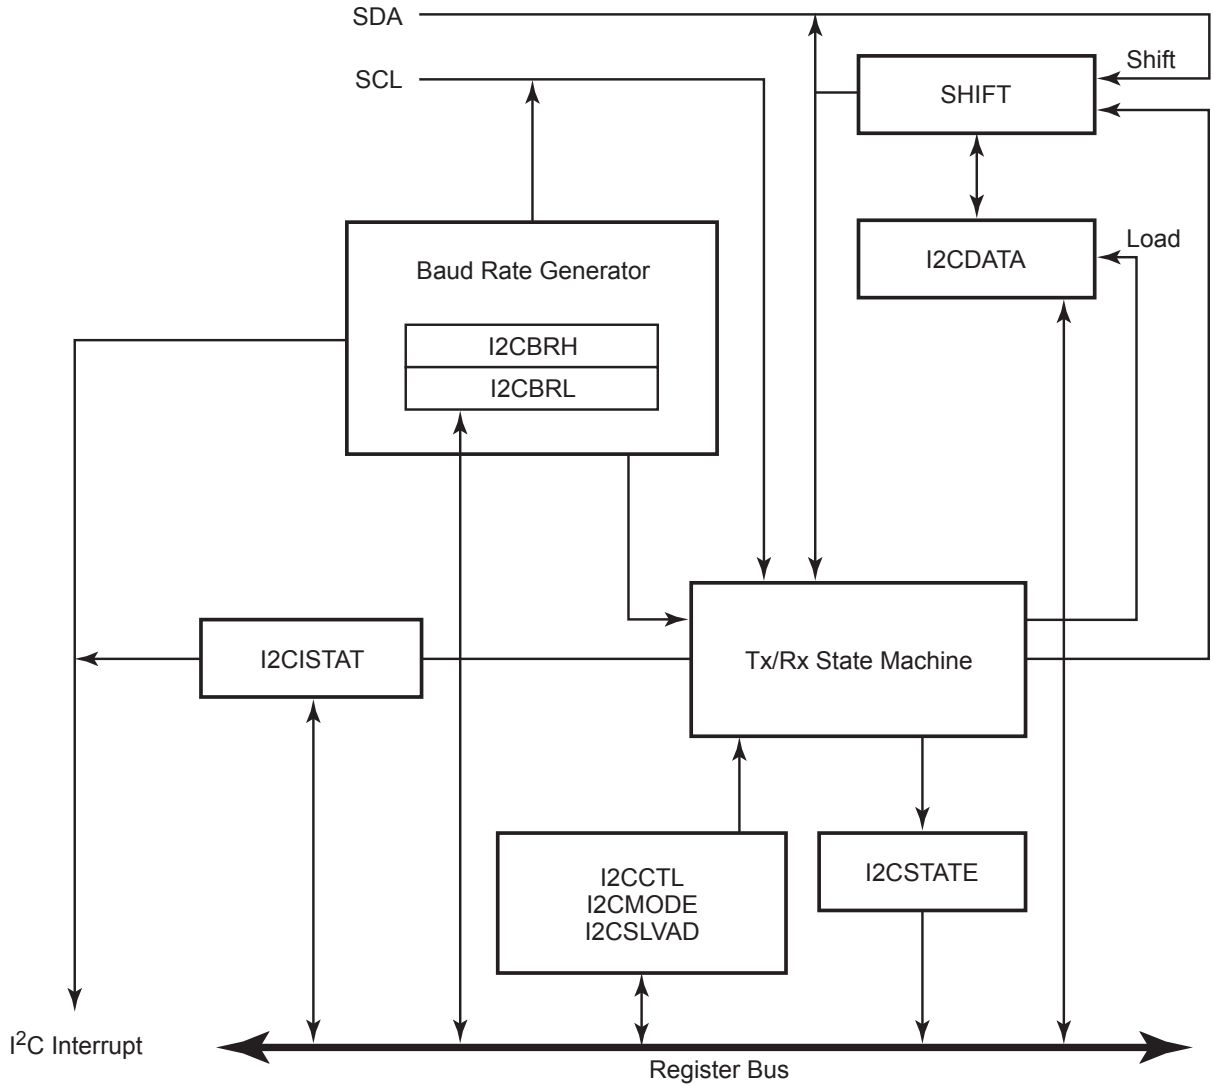 SDA
SCL
Shift
SHIFT
Load
I2CDATA
Baud Rate Generator
I2CBRH
I2CBRL
I2CISTAT
Tx/Rx State Machine
I2CCTL
I2CMODE
I2CSLVAD
I2CSTATE
I²C Interrupt
Register Bus